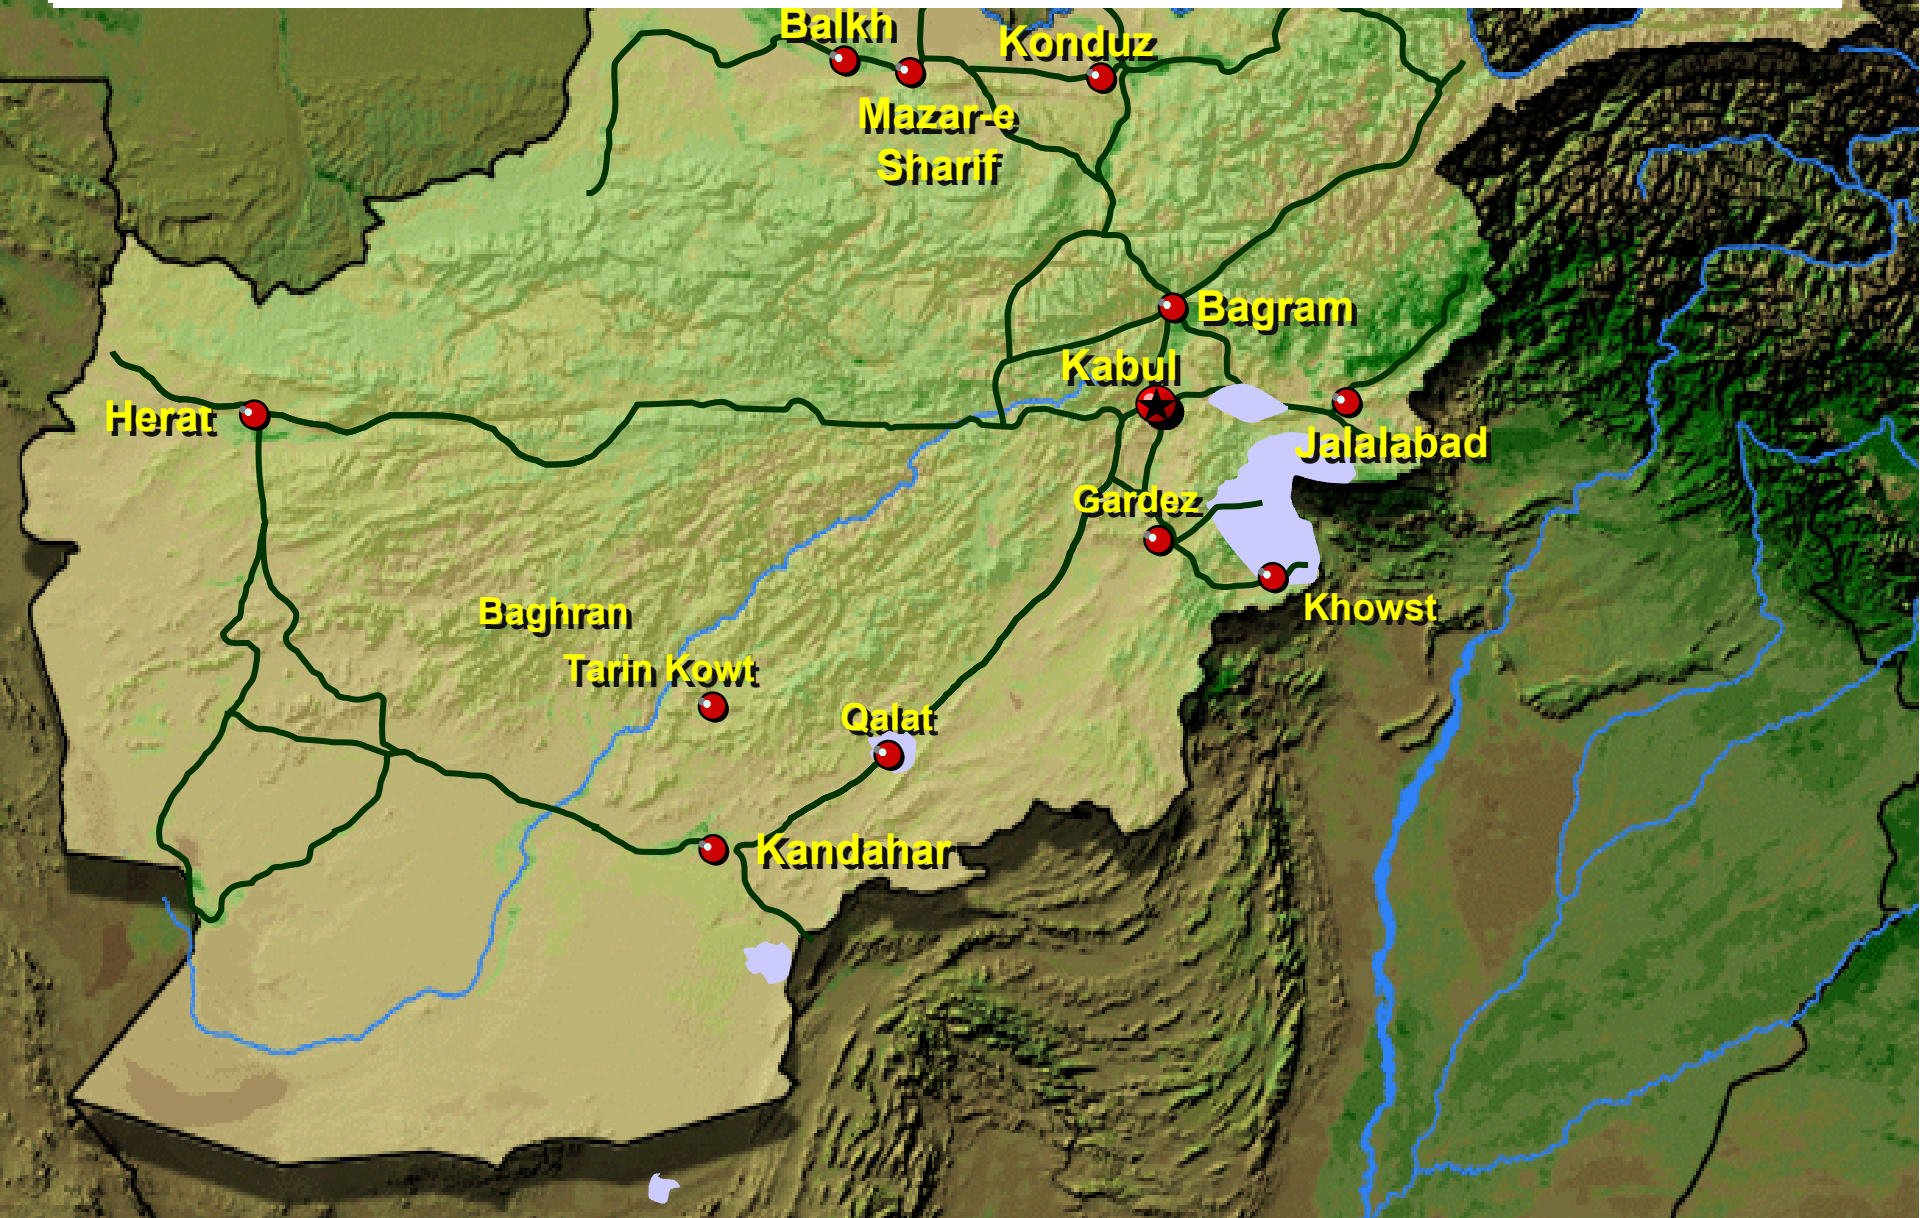 Balkh
Konduz
Mazar-e
Sharif
Bagram
Kabul
Herat
Jalalabad
Gardez
Baghran
Khowst
Tarin Kowt
Qalat
Kandahar